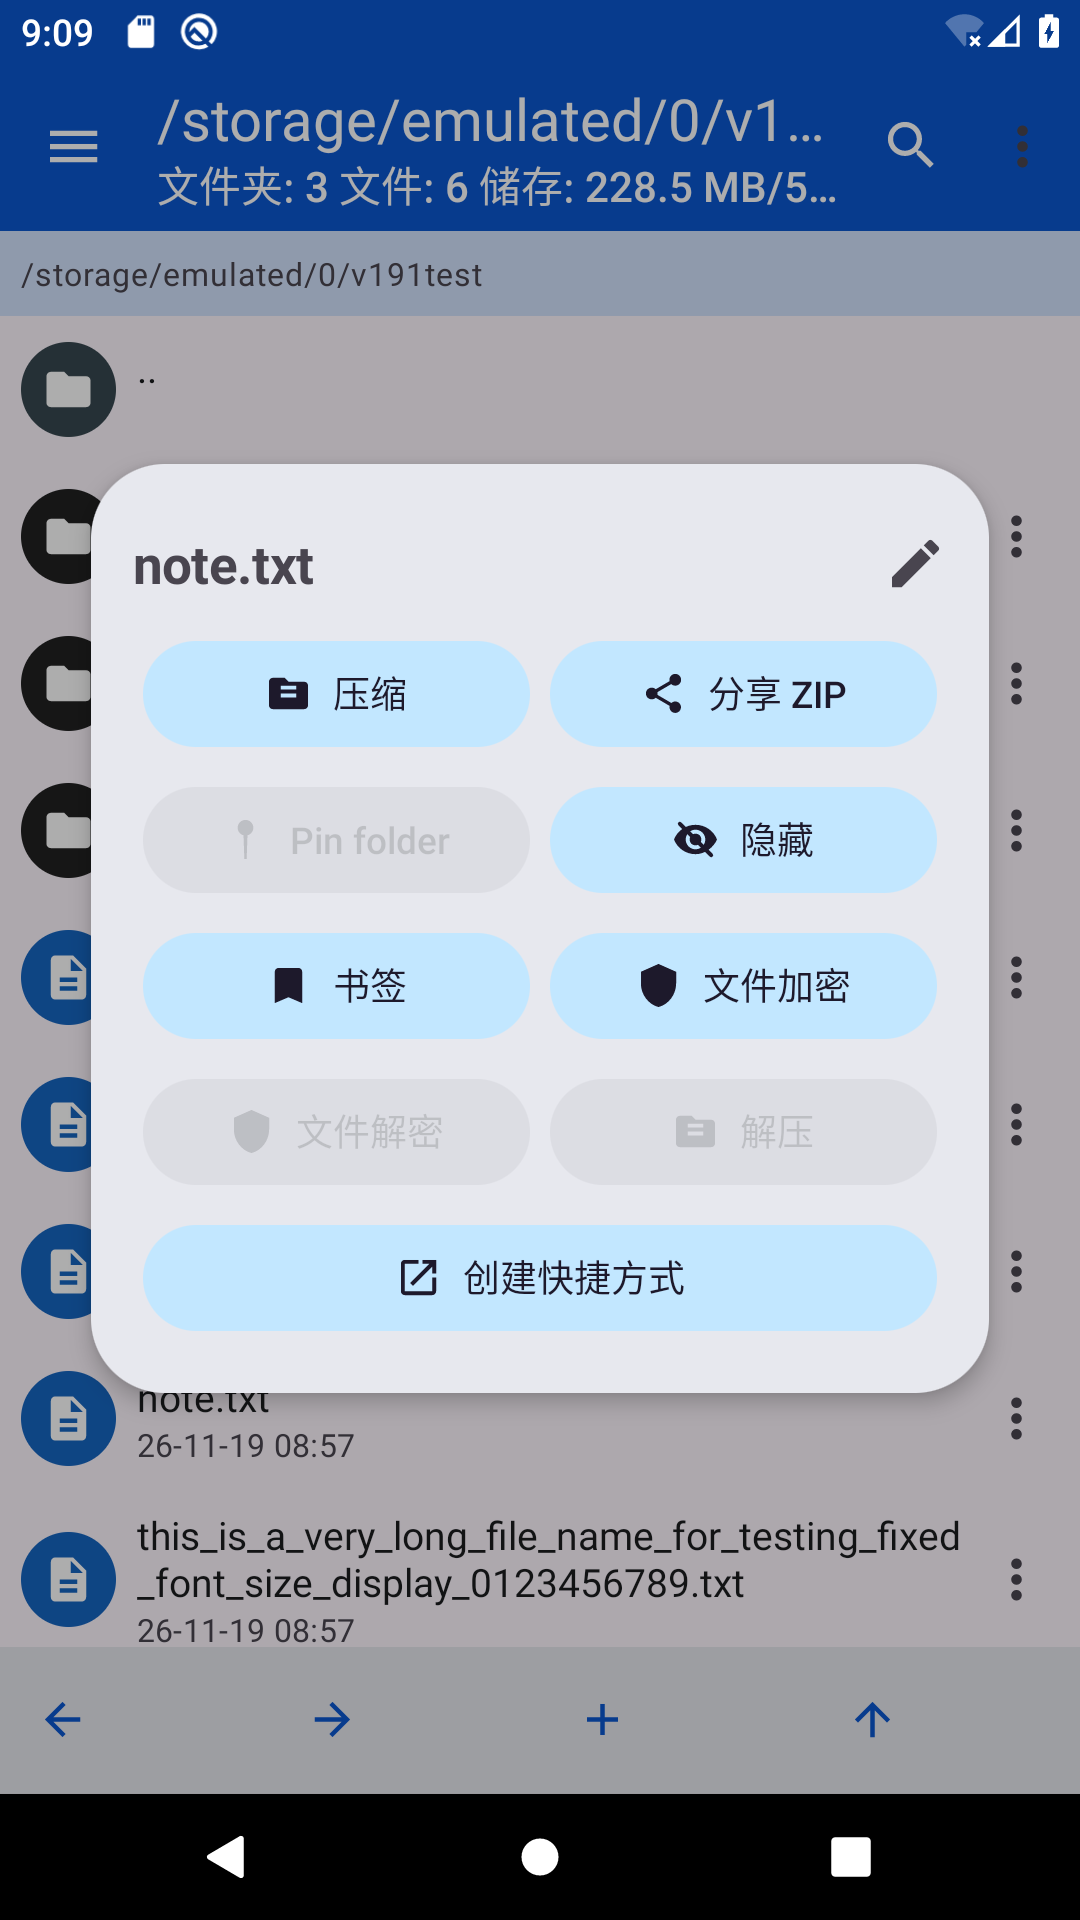 9:09
/storage/emulated/0/v1...
文件夹: 3 文件: 6 储存: 228.5 MB/5...
/storage/emulated/0/v191test
..
note.txt
压缩
分享 ZIP
Pin folder
隐藏
书签
文件加密
文件解密
解压
创建快捷方式
note.txt
26-11-19 08:57
this_is_a_very_long_file_name_for_testing_fixed
_font_size_display_0123456789.txt
26-11-19 08:57